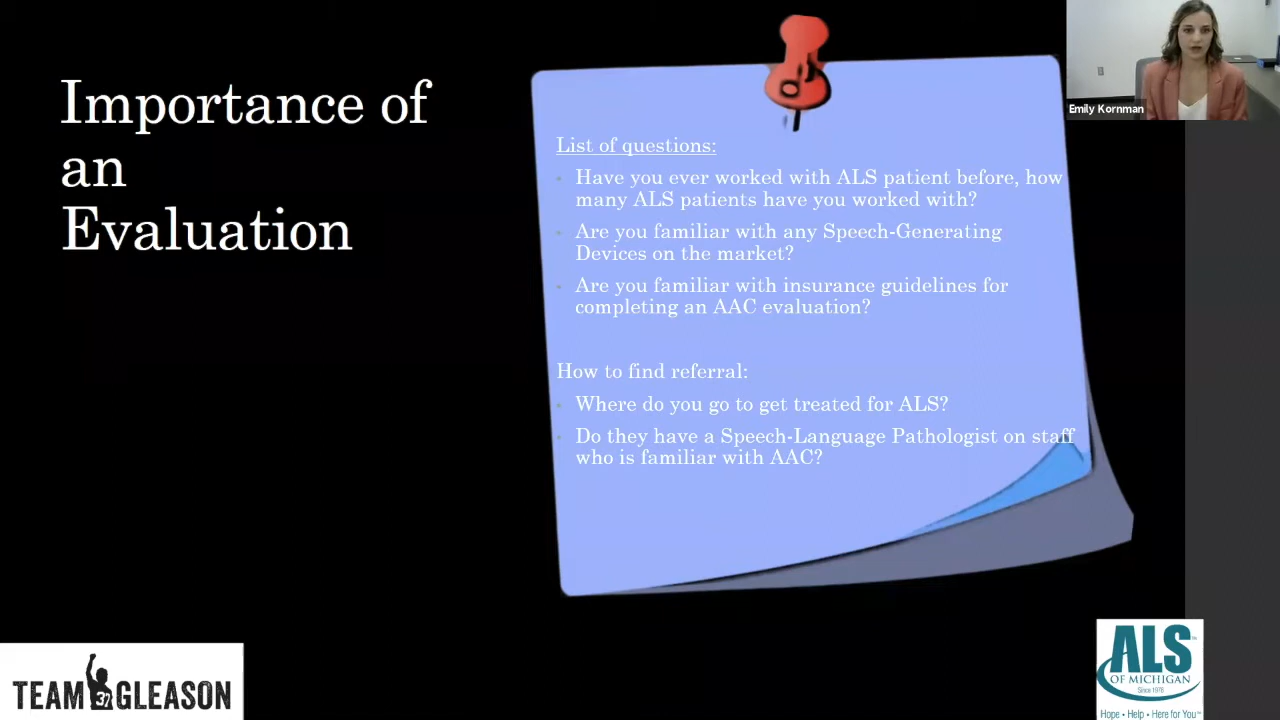 Importance of
an
Evaluation
List of questions:
Have you ever worked with ALS patient before, how
many ALS patients have you worked with?
Are you familiar with any Speech-Generating
Devices on the market?
Are you familiar with insurance guidelines for
completing an AAC evaluation?
How to find referral:
Where do you go to get treated for ALS?
Do they have a Speech-Language Pathologist on staff
who is familiar with AAC?
Emily Kornman
TEAM 37 GLEASON
ALS
OF MICHIGAN
Since 1978
Hope • Help • Here for You